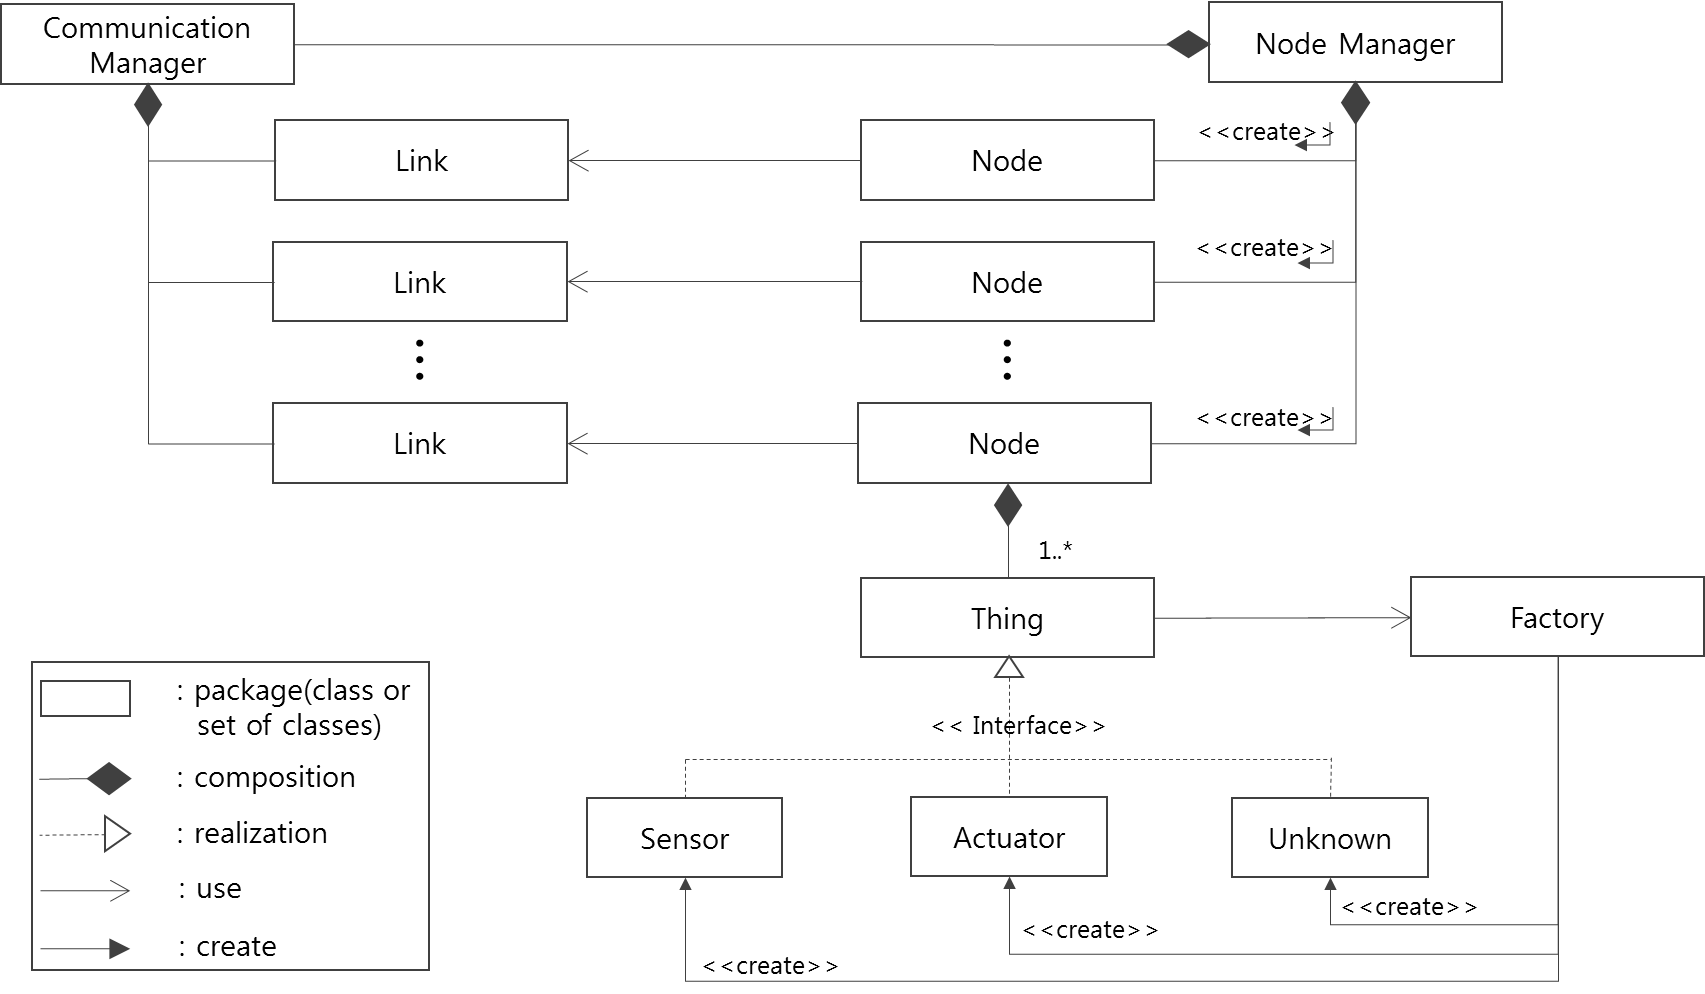 Communication
Manager
Node Manager
<<create>>
Link
Node
<<create>>
Link
Node
<<create>>
Link
Node
1..*
Thing
Factory
: package(class or
set of classes)
<< Interface>>
: composition
: realization
Sensor
Actuator
Unknown
: use
<<create>>
<<create>>
: create
<<create>>